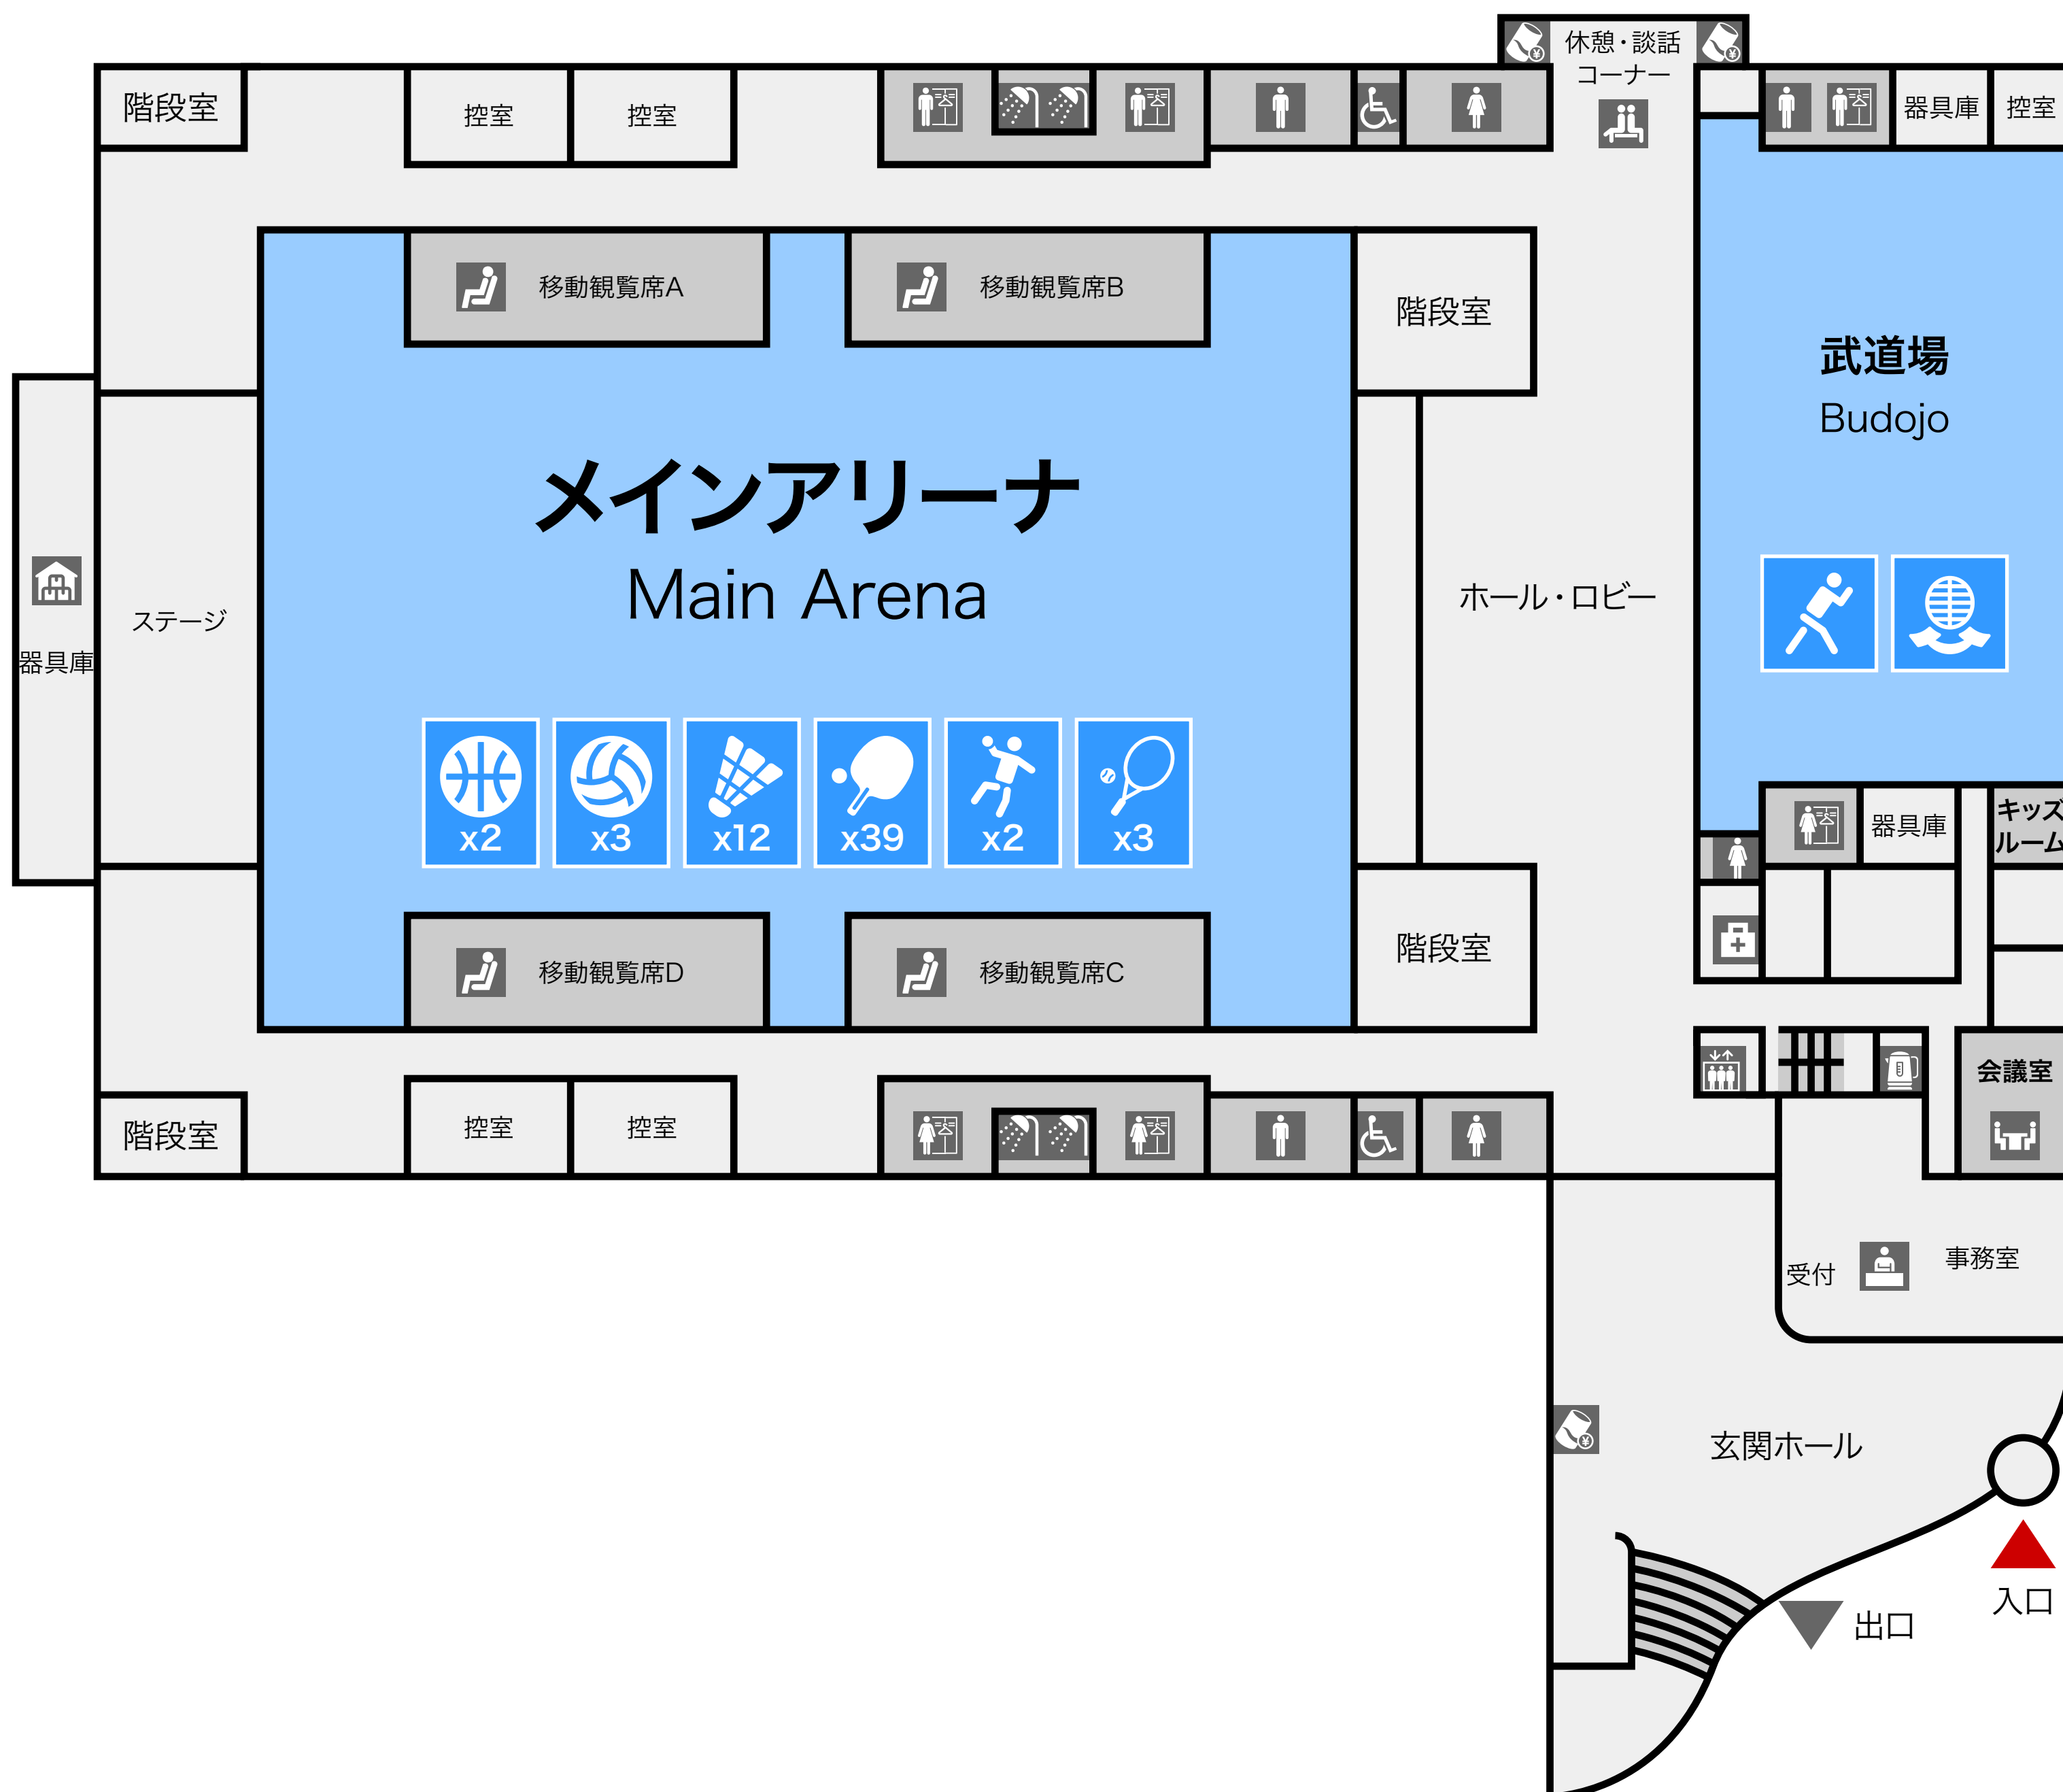 休憩・談話
コーナー
階段室
控室
控室
器具庫
控室
移動観覧席A
移動観覧席B
階段室
武道場
Budojo
メインアリーナ
Main Arena
ホール・ロビー
ステージ
器具庫
x2
x3
x12
x39
x2
x3
キッズ
ルーム
器具庫
移動観覧席D
移動観覧席C
階段室
会議室
階段室
控室
控室
受付
事務室
玄関ホール
入口
出口